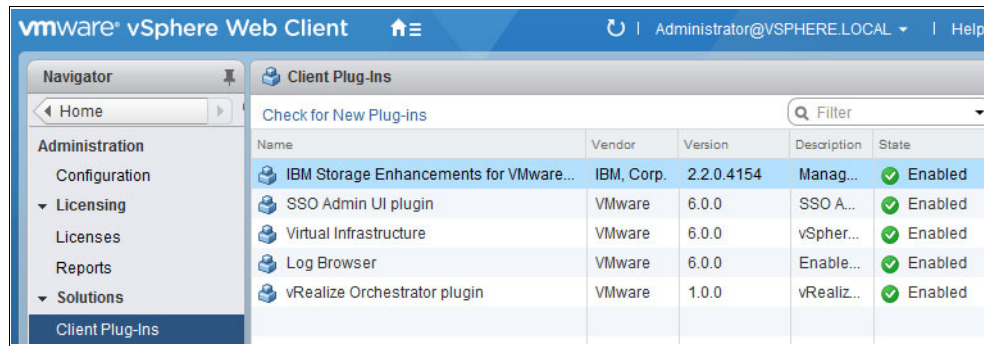 vmware® vSphere Web Client
Administrator@VSPHERE.LOCAL
Help
Navigator
Home
Administration
Configuration
Licensing
Licenses
Reports
Solutions
Client Plug-Ins
Client Plug-Ins
Check for New Plug-ins
Filter
Name Vendor Version Description State
IBM Storage Enhancements for VMware... IBM, Corp. 2.2.0.4154 Manag... Enabled
SSO Admin UI plugin VMware 6.0.0 SSO A... Enabled
Virtual Infrastructure VMware 6.0.0 vSpher... Enabled
Log Browser VMware 6.0.0 Enable... Enabled
vRealize Orchestrator plugin VMware 1.0.0 vRealiz... Enabled